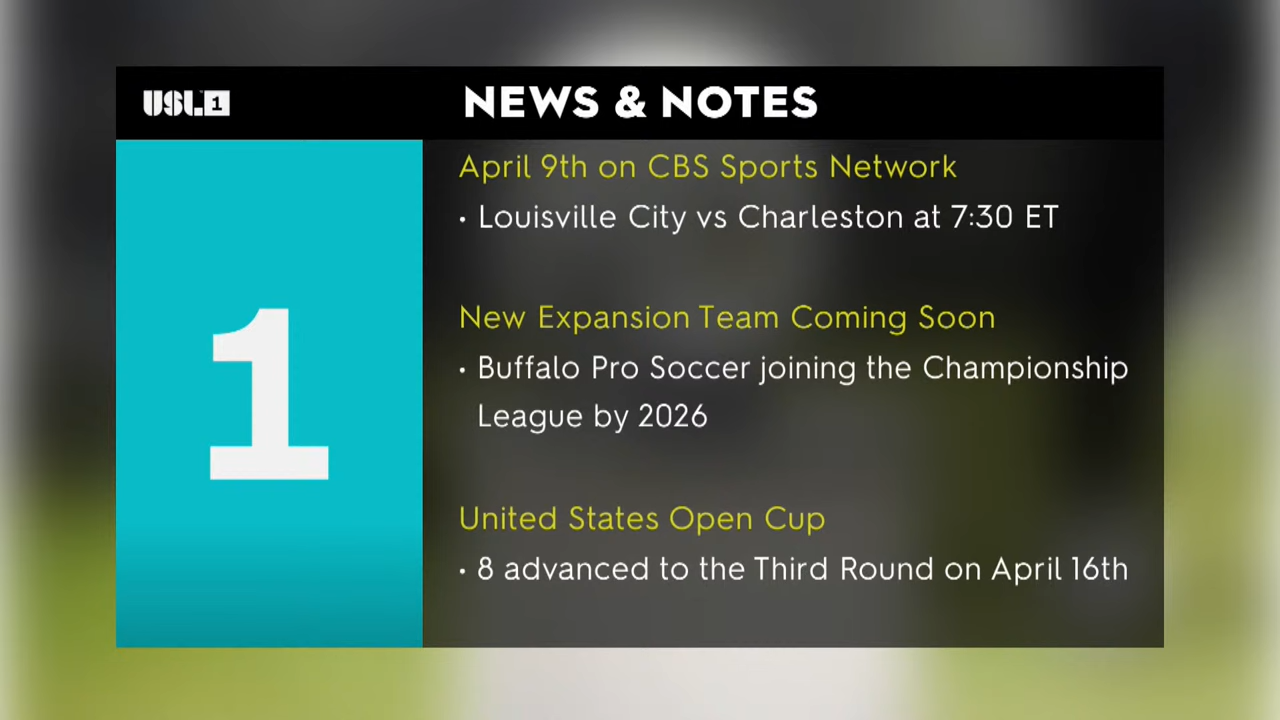 USL 1
NEWS & NOTES
1
April 9th on CBS Sports Network
• Louisville City vs Charleston at 7:30 ET
New Expansion Team Coming Soon
• Buffalo Pro Soccer joining the Championship
League by 2026
United States Open Cup
• 8 advanced to the Third Round on April 16th